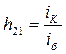 h₂₁ = iК / iб